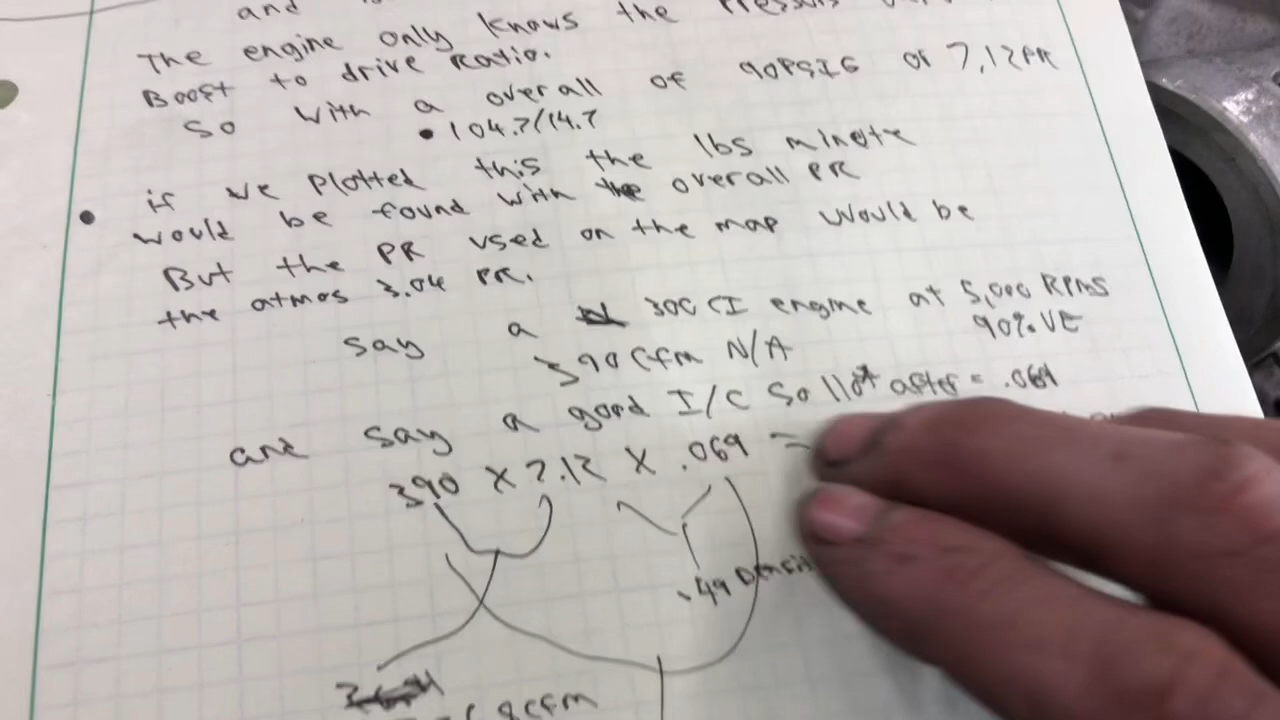 and
The engine only knows the
Boost to drive Ratio.
So with a overall of 90PSIG or 7.12PR
• 104.7/14.7
• if we plotted this the lbs minute
would be found with the overall PR
But the PR used on the map would be
the atmos 3.04 PR.
say a 300 CI engine at 5,000 RPMS
90% VE
390 Cfm N/A
and say a good I/C So 110° after = .069
390 X 7.12 X .069 =
.49
cfm